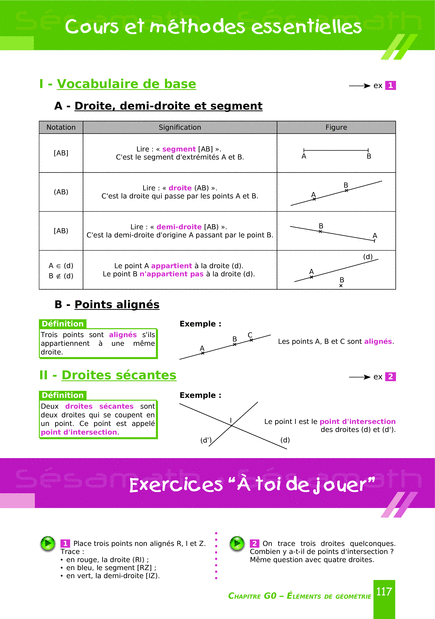 Cours et méthodes essentielles
I - Vocabulaire de base
ex 1
A - Droite, demi-droite et segment
Notation Signification Figure
[AB]
Lire : « segment [AB] ».
C'est le segment d'extrémités A et B.
A B
(AB)
Lire : « droite (AB) ».
C'est la droite qui passe par les points A et B.
A B
[AB)
Lire : « demi-droite [AB) ».
C'est la demi-droite d'origine A passant par le point B.
B A
A ∈ (d)
B ∉ (d)
Le point A appartient à la droite (d).
Le point B n'appartient pas à la droite (d).
(d)
A
B
B - Points alignés
Définition
Trois points sont alignés s'ils
appartiennent à une même
droite.
Exemple :
A B C
Les points A, B et C sont alignés.
II - Droites sécantes
ex 2
Définition
Deux droites sécantes sont
deux droites qui se coupent en
un point. Ce point est appelé
point d'intersection.
Exemple :
I
(d') (d)
Le point I est le point d'intersection
des droites (d) et (d').
Sésamath Sésamath
Exercices “À toi de jouer”
1 Place trois points non alignés R, I et Z.
Trace :
• en rouge, la droite (RI) ;
• en bleu, le segment [RZ] ;
• en vert, la demi-droite [IZ).
2 On trace trois droites quelconques.
Combien y a-t-il de points d'intersection ?
Même question avec quatre droites.
Chapitre G0 – Éléments de géométrie 117